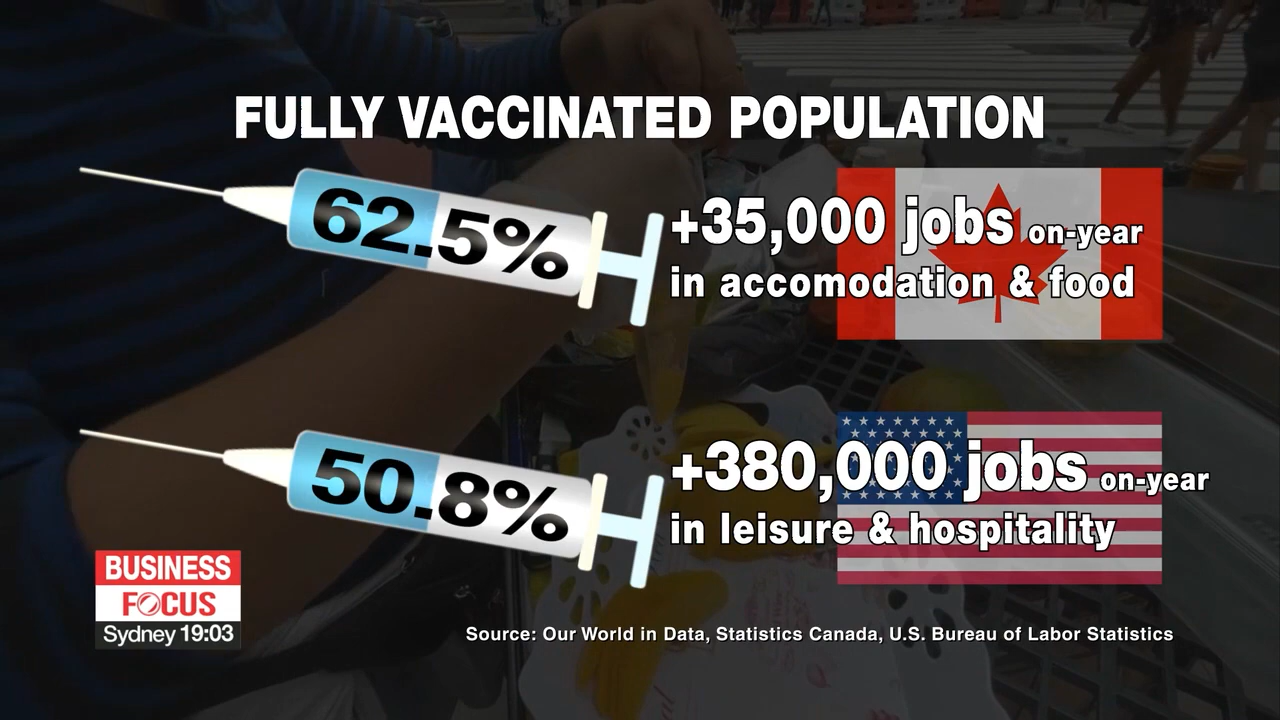 FULLY VACCINATED POPULATION
62.5%
+35,000 jobs on-year
in accomodation & food
50.8%
+380,000 jobs on-year
in leisure & hospitality
BUSINESS
FOCUS
Sydney 19:03
Source: Our World in Data, Statistics Canada, U.S. Bureau of Labor Statistics